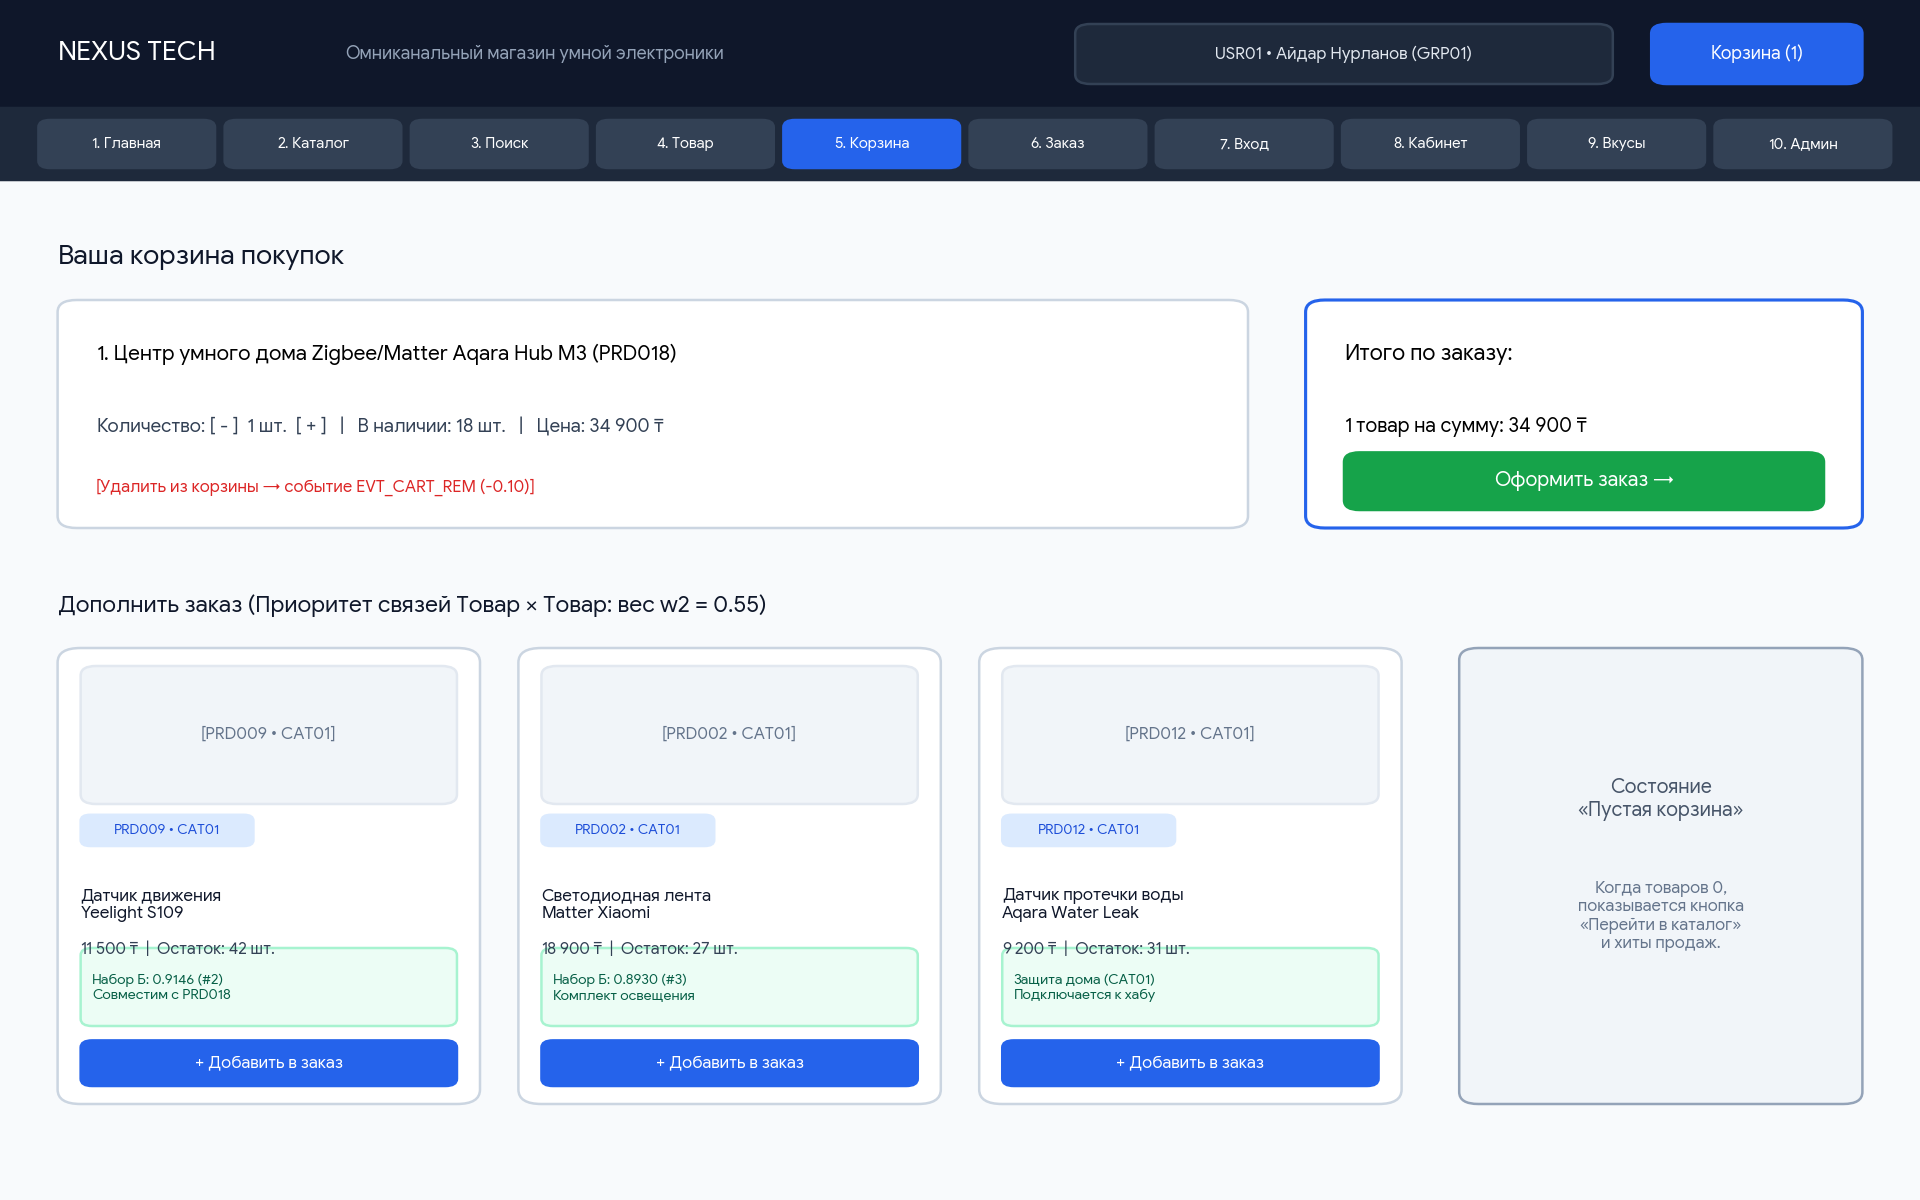 NEXUS TECH
Омниканальный магазин умной электроники
USR01 • Айдар Нурланов (GRP01)
Корзина (1)
1. Главная
2. Каталог
3. Поиск
4. Товар
5. Корзина
6. Заказ
7. Вход
8. Кабинет
9. Вкусы
10. Админ
Ваша корзина покупок
1. Центр умного дома Zigbee/Matter Aqara Hub M3 (PRD018)
Количество: [ - ] 1 шт. [ + ] | В наличии: 18 шт. | Цена: 34 900 ₸
[Удалить из корзины → событие EVT_CART_REM (-0.10)]
Итого по заказу:
1 товар на сумму: 34 900 ₸
Оформить заказ →
Дополнить заказ (Приоритет связей Товар × Товар: вес w2 = 0.55)
[PRD009 • CAT01]
PRD009 • CAT01
Датчик движения
Yeelight S109
11 500 ₸ | Остаток: 42 шт.
Набор Б: 0.9146 (#2)
Совместим с PRD018
+ Добавить в заказ
[PRD002 • CAT01]
PRD002 • CAT01
Светодиодная лента
Matter Xiaomi
18 900 ₸ | Остаток: 27 шт.
Набор Б: 0.8930 (#3)
Комплект освещения
+ Добавить в заказ
[PRD012 • CAT01]
PRD012 • CAT01
Датчик протечки воды
Aqara Water Leak
9 200 ₸ | Остаток: 31 шт.
Защита дома (CAT01)
Подключается к хабу
+ Добавить в заказ
Состояние
«Пустая корзина»
Когда товаров 0,
показывается кнопка
«Перейти в каталог»
и хиты продаж.